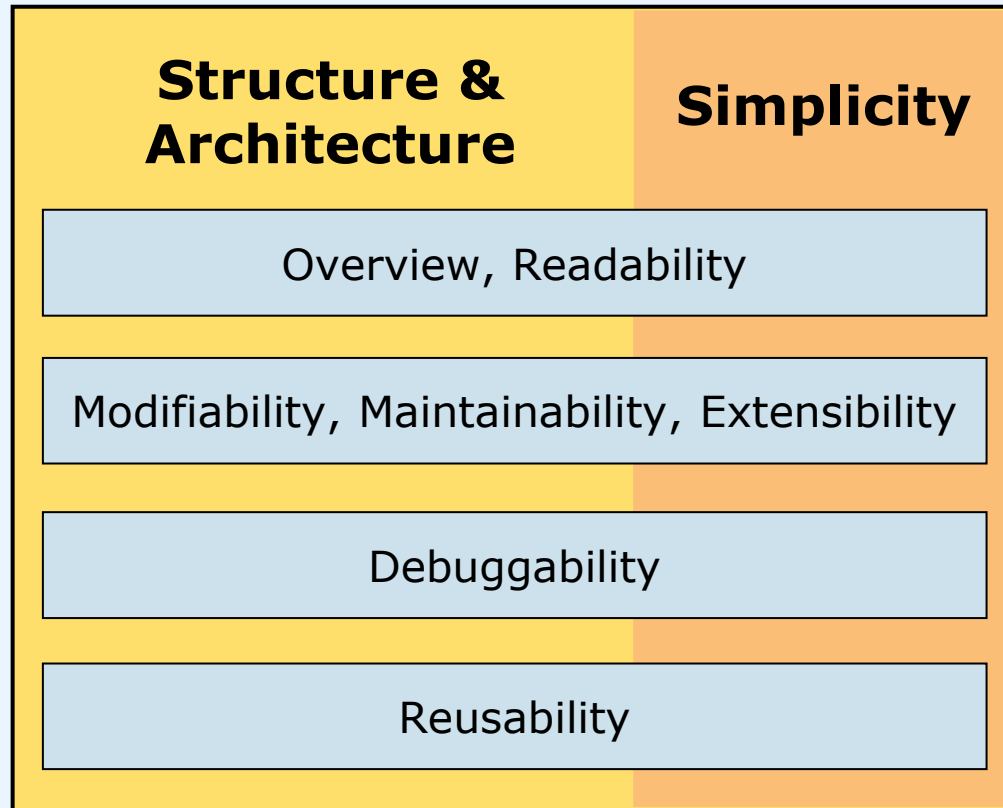 Structure &
Architecture
Simplicity
Overview, Readability
Modifiability, Maintainability, Extensibility
Debuggability
Reusability